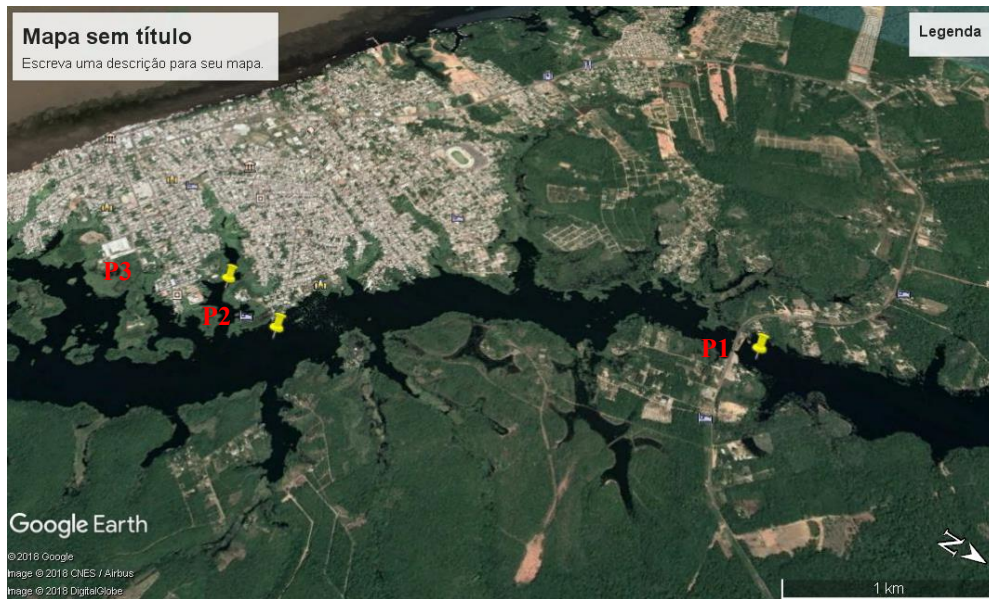 Mapa sem título
Escreva uma descrição para seu mapa.
Legenda
P3
P2
P1
Google Earth
© 2018 Google
Image © 2018 CNES / Airbus
Image © 2018 DigitalGlobe
N
1 km